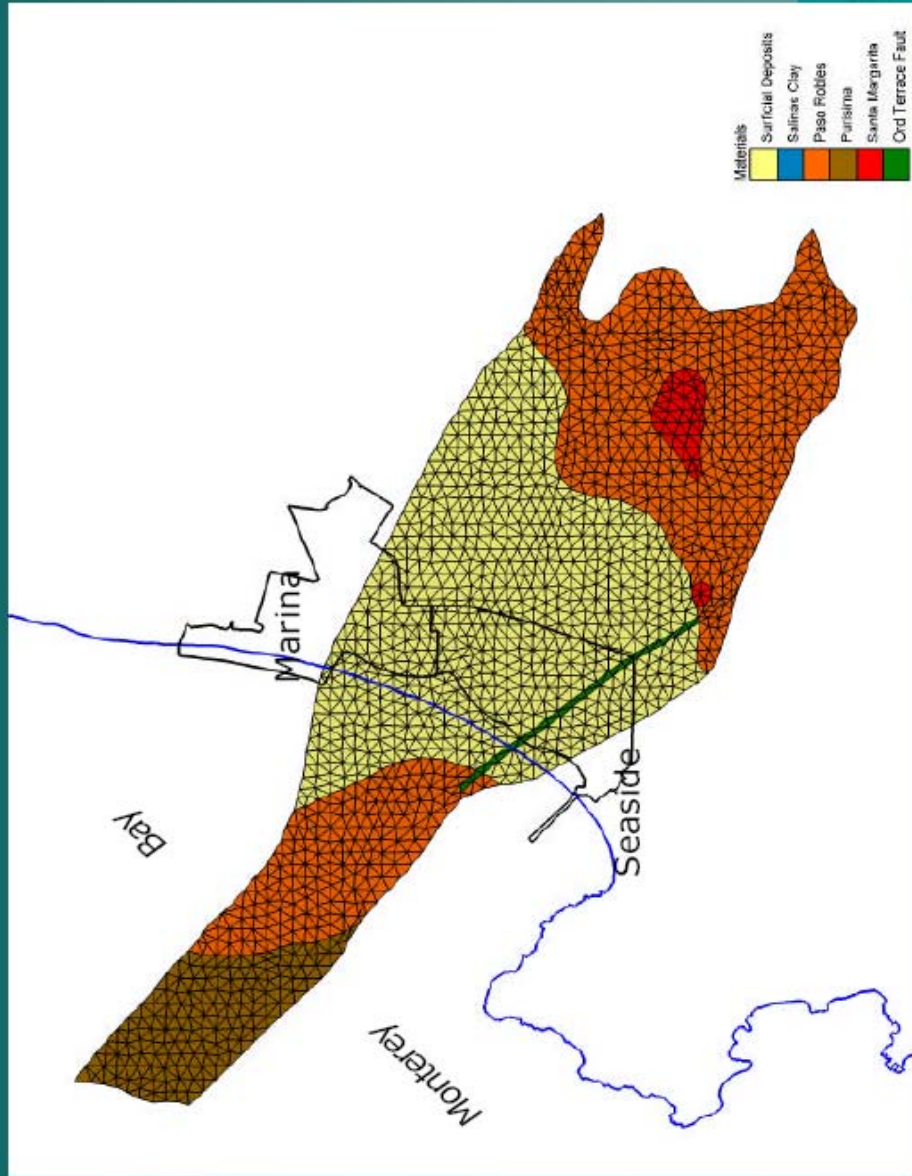 Marina
Bay
Monterey
Seaside
Materials
Surficial Deposits
Salinas Clay
Paso Robles
Purisima
Santa Margarita
Ord Terrace Fault